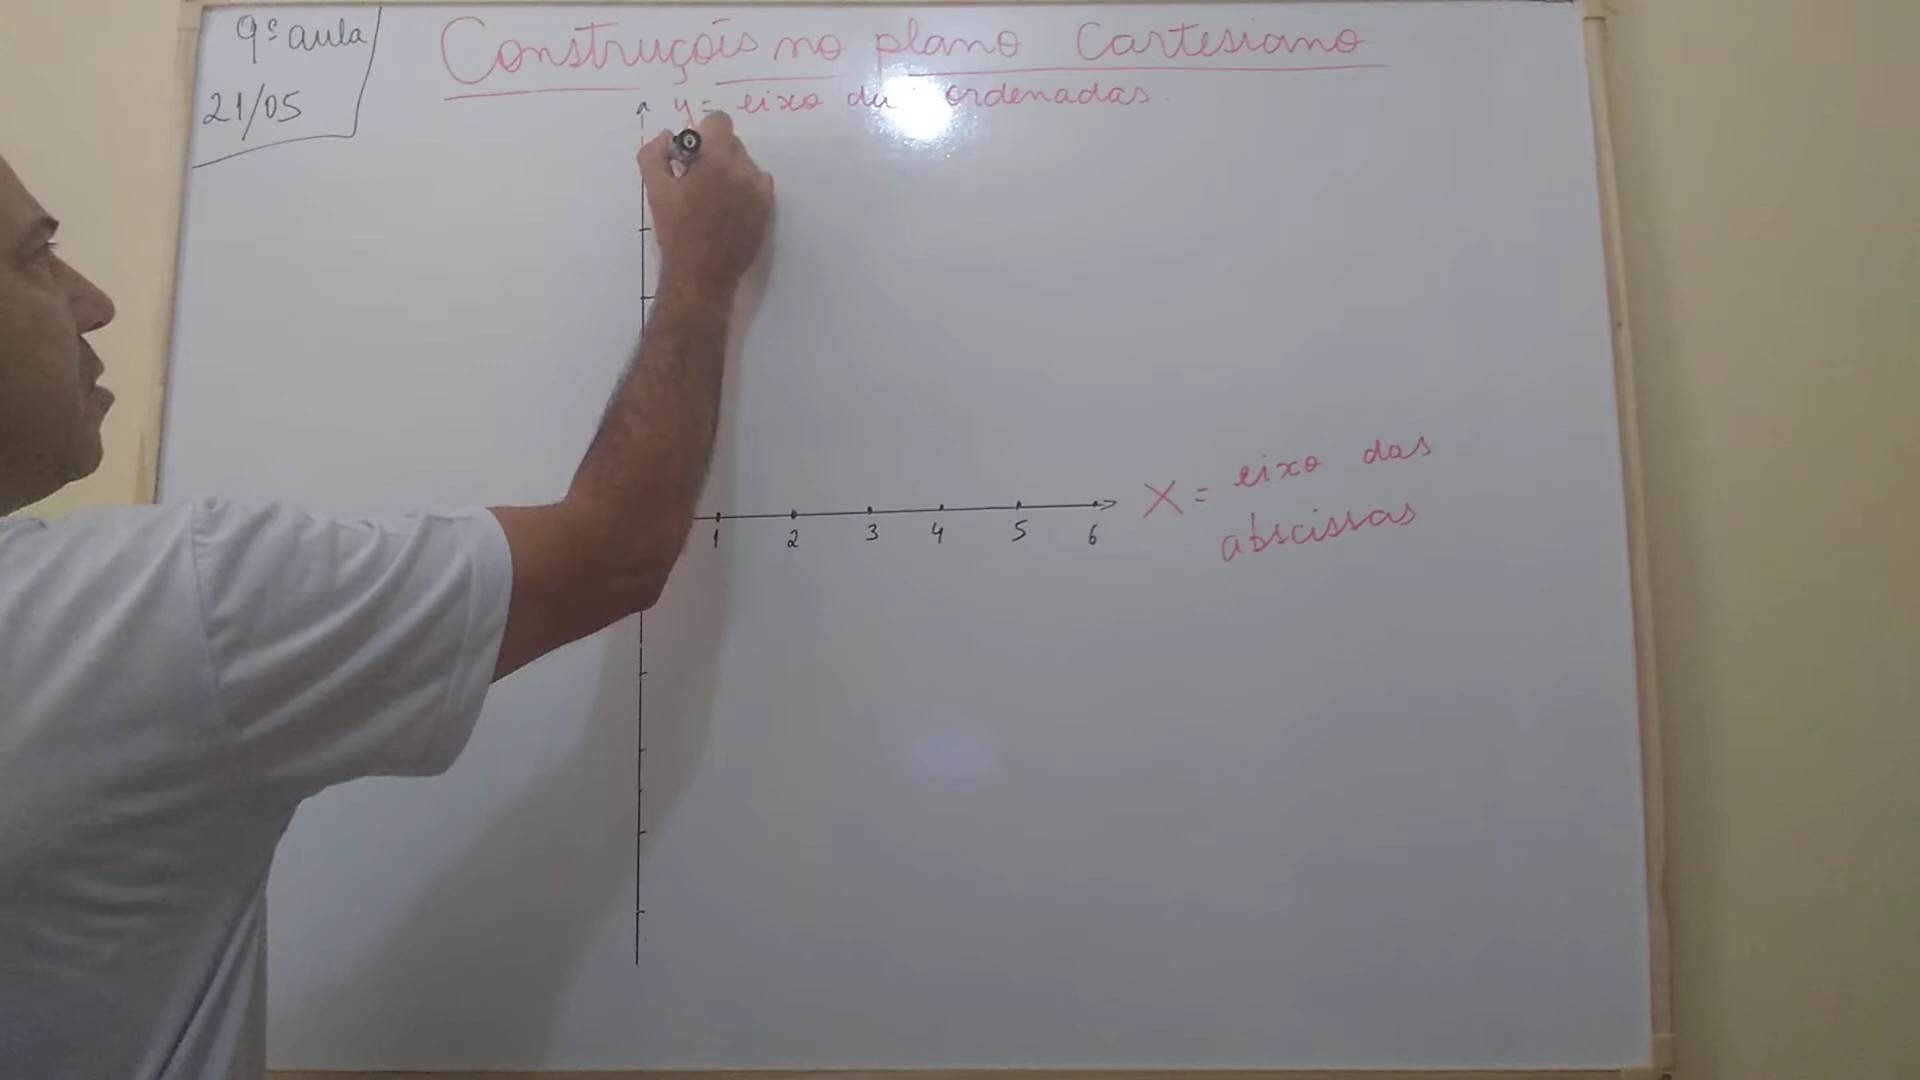 9ª aula
21/05
Construções no plano Cartesiano
y = eixo da ordenadas
X = eixo das
abscissas
1 2 3 4 5 6